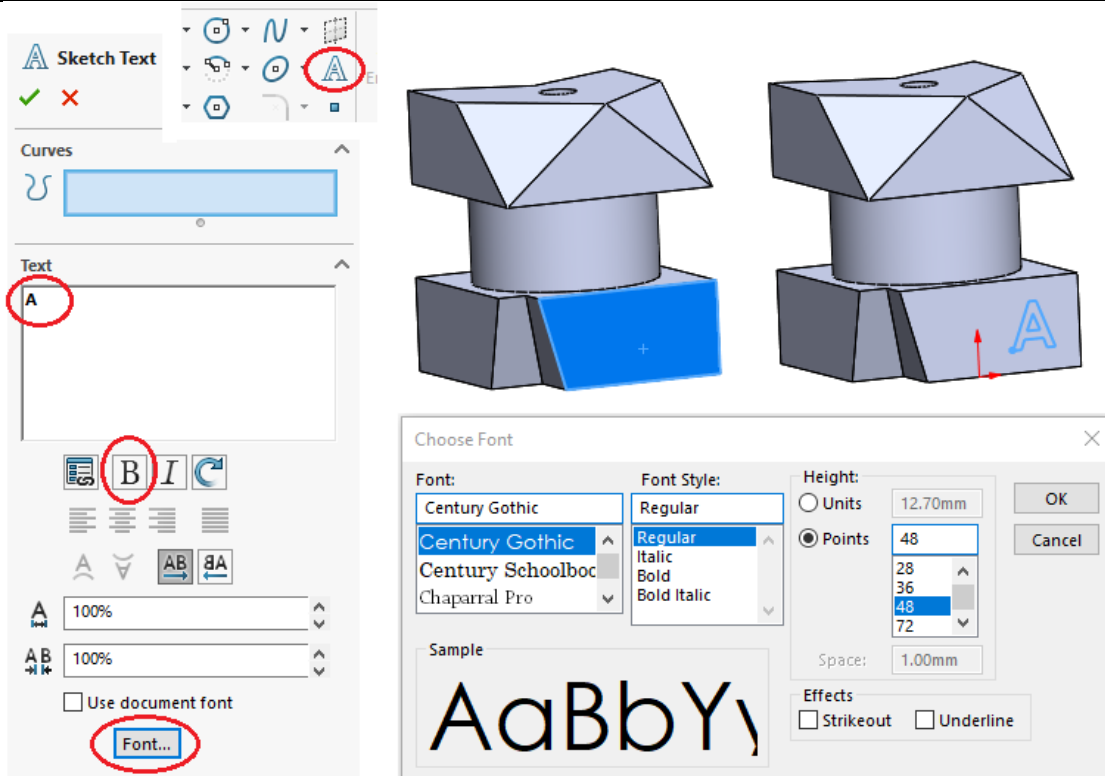 Sketch Text
Curves
Text
A
B I
AB
100%
A B
100%
Use document font
Font...
A
Choose Font
Font:
Century Gothic
Century Gothic
Century Schoolboo
Chaparral Pro
Font Style:
Regular
Regular
Italic
Bold
Bold Italic
Height:
Units
12.70mm
Points
48
28
36
48
72
Space:
1.00mm
OK
Cancel
Sample
AaBbYy
Effects
Strikeout
Underline